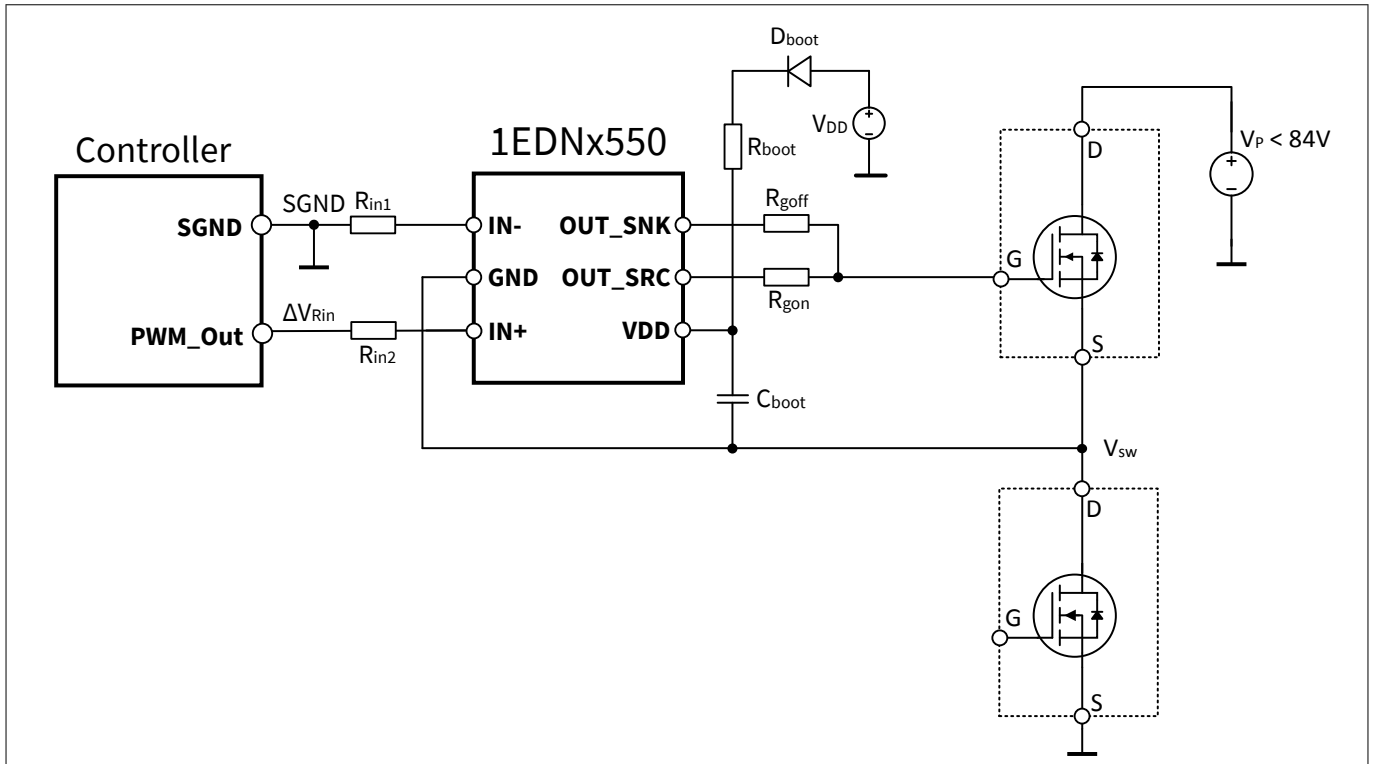 Dboot
VDD
+
−
Rboot
Controller
1EDNx550
SGND
SGND
Rin1
IN-
OUT_SNK
Rgoff
GND
OUT_SRC
Rgon
PWM_Out
ΔVRin
Rin2
IN+
VDD
Cboot
D
G
S
VP < 84V
+
−
Vsw
D
G
S